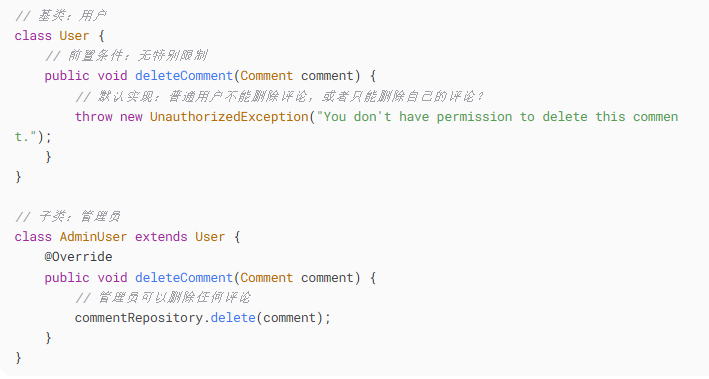 // 基类：用户
class User {
    // 前置条件：无特别限制
    public void deleteComment(Comment comment) {
        // 默认实现：普通用户不能删除评论，或者只能删除自己的评论？
        throw new UnauthorizedException("You don't have permission to delete this commen
t.");
    }
}

// 子类：管理员
class AdminUser extends User {
    @Override
    public void deleteComment(Comment comment) {
        // 管理员可以删除任何评论
        commentRepository.delete(comment);
    }
}